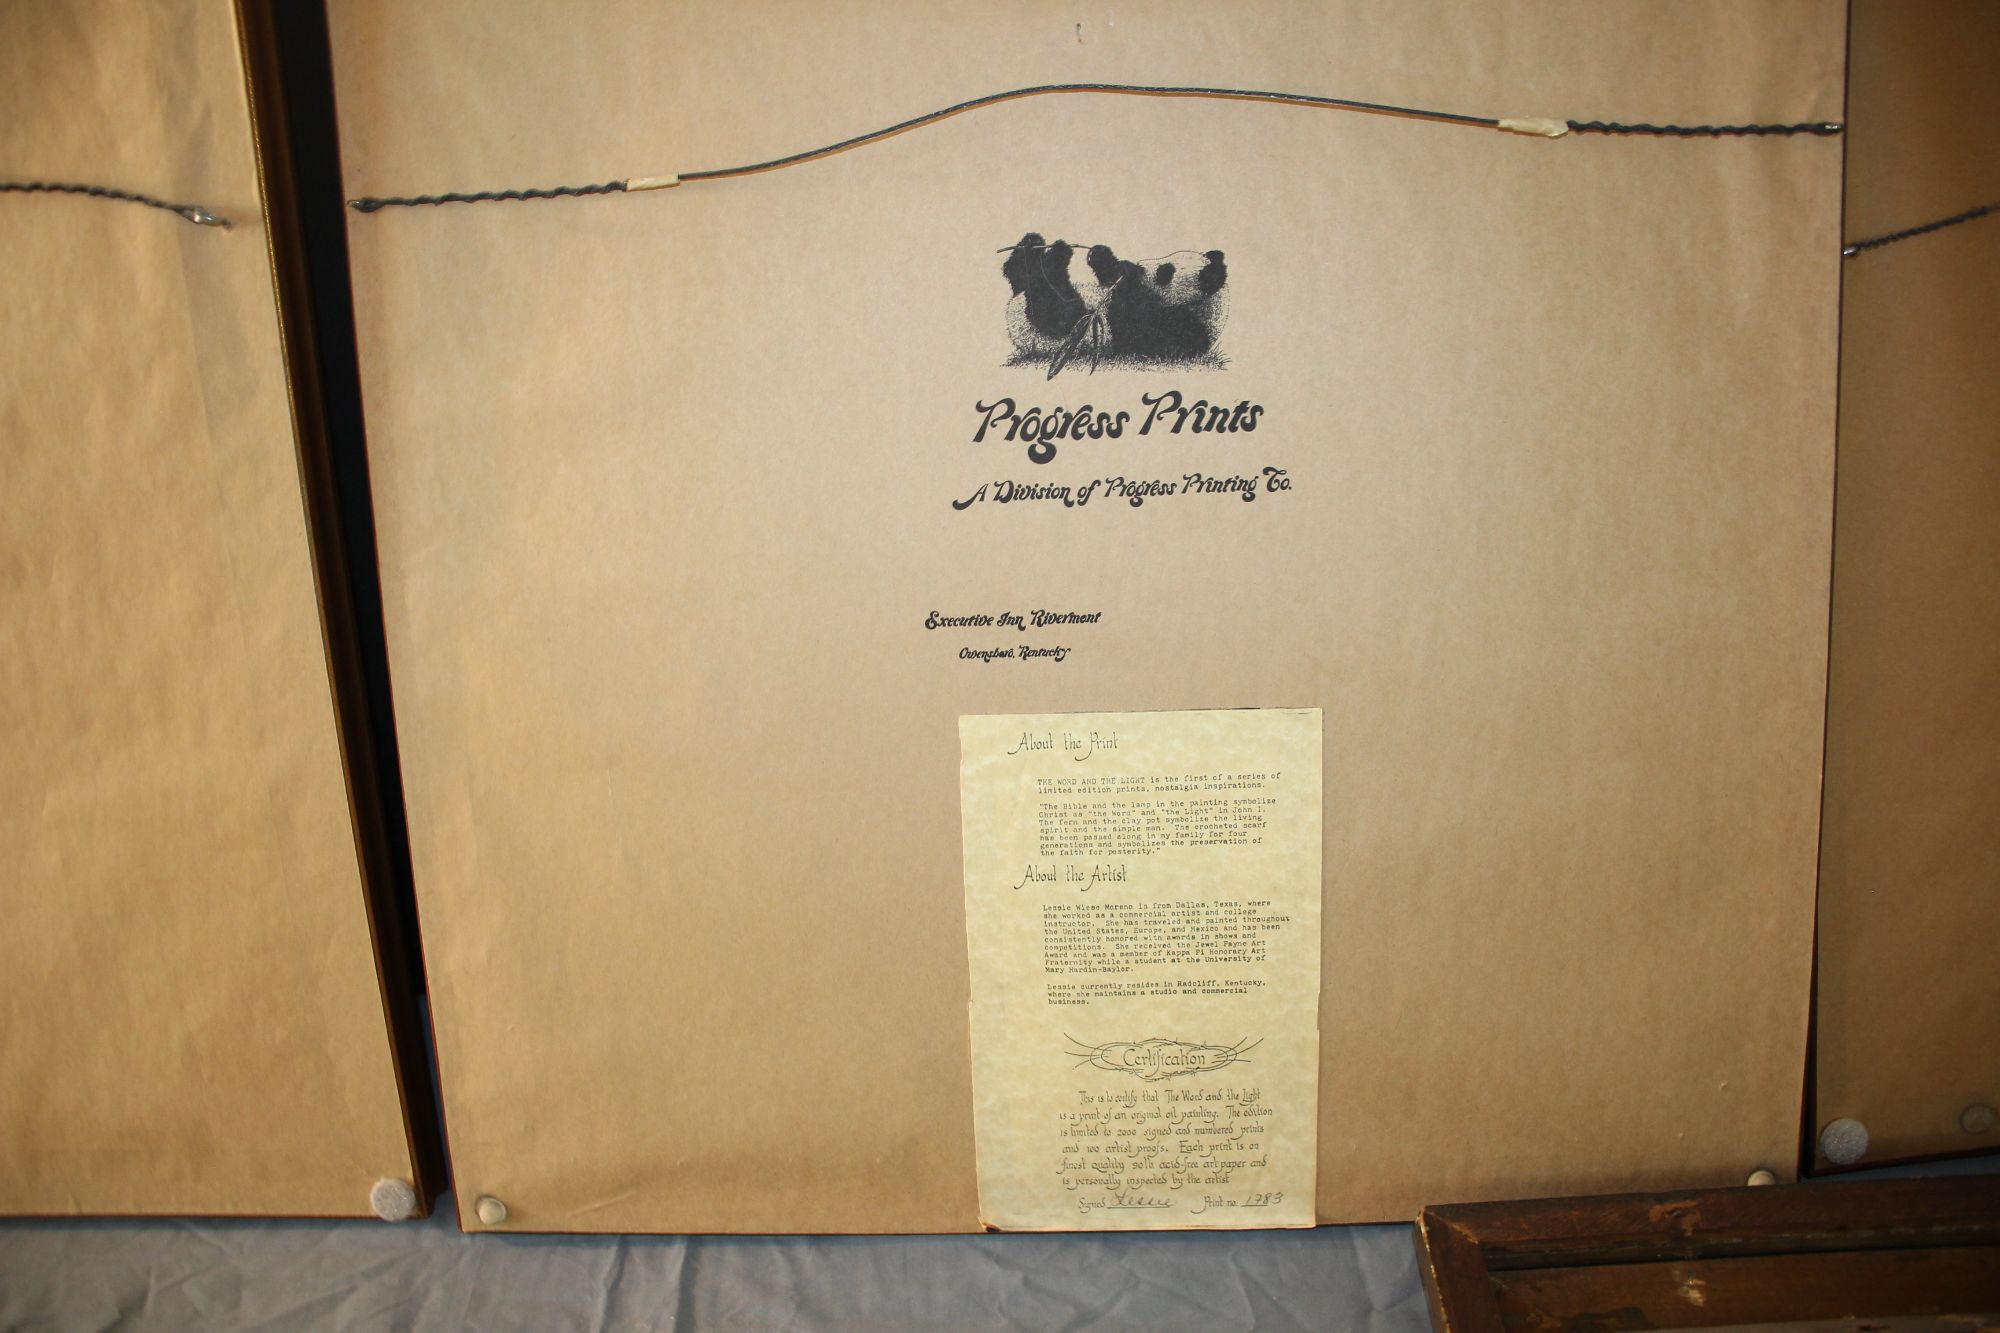 Progress Prints
A Division of Progress Printing Co.
Executive Inn Rivermont
Owensboro, Kentucky
About the Print
THE WORD AND THE LIGHT is the first of a series of
limited edition prints, nostalgia inspirations.
"The Bible and the lamp in the painting symbolize
Christ as "the Word" and "the Light" in John I.
The fern and the clay pot symbolize the living
spirit and the simple man. The crocheted scarf
has been passed along in my family for four
generations and symbolizes the preservation of
the faith for posterity."
About the Artist
Lessie Wiese Moreno is from Dallas, Texas, where
she worked as a commercial artist and college
instructor. She has traveled and painted throughout
the United States, Europe, and Mexico and has been
consistently honored with awards in shows and
competitions. She received the Jewel Payne Art
Award and was a member of Kappa Pi Honorary Art
Fraternity while a student at the University of
Mary Hardin-Baylor.
Lessie currently resides in Radcliff, Kentucky,
where she maintains a studio and commercial
business.
Certification
This is to certify that The Word and the Light
is a print of an original oil painting. The edition
is limited to 2000 signed and numbered prints
and 100 artist proofs. Each print is on
finest quality 90lb. acid-free art paper and
is personally inspected by the artist
Signed Lessie Print no. 1783